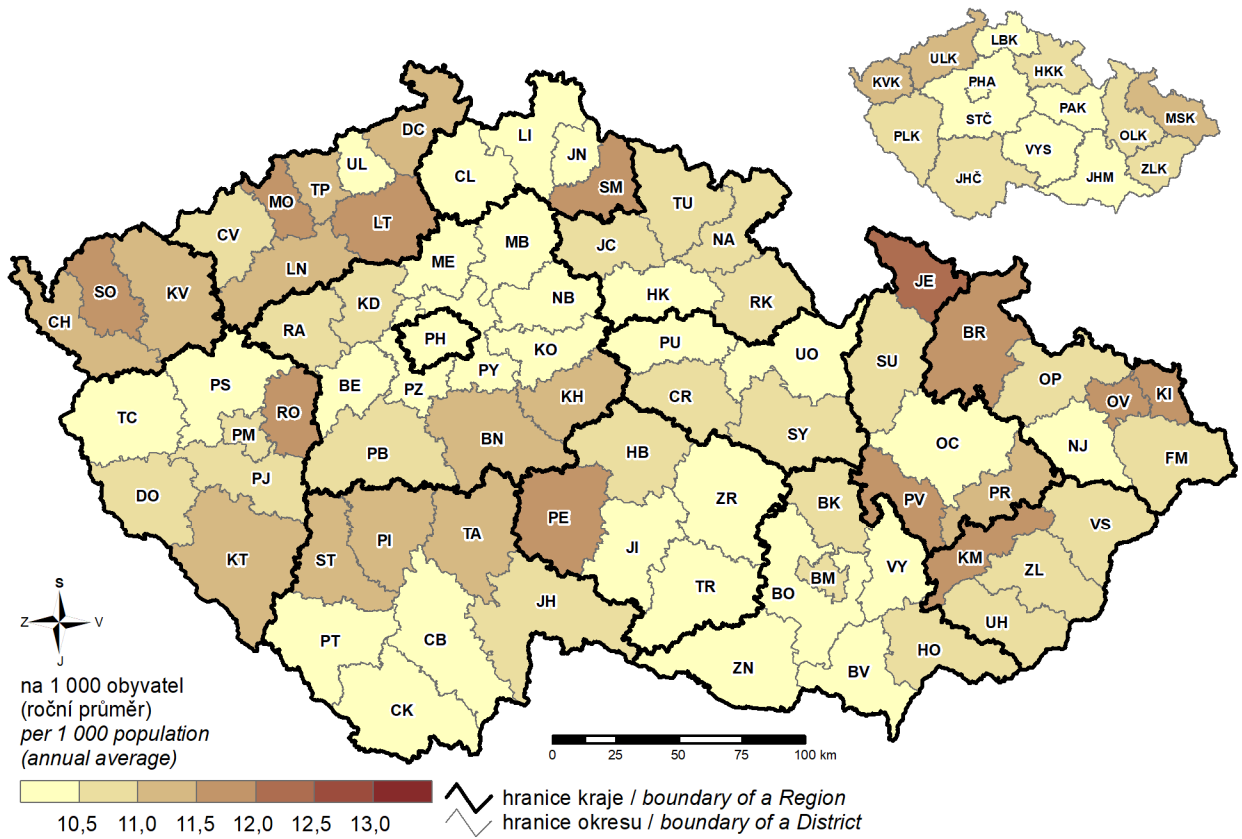 LBK
ULK
HKK
KVK
PHA
PAK
MSK
STČ
PLK
OLK
VYS
ZLK
JHČ
JHM
DC
LI
UL
JN
CL
TP
SM
MO
TU
LT
CV
NA
MB
JC
ME
LN
JE
SO
KV
NB
HK
RK
KD
CH
RA
BR
PH
PU
UO
SU
KO
PY
PS
BE
PZ
OP
KH
CR
OV
KI
RO
TC
PM
SY
BN
OC
NJ
PB
HB
FM
PJ
DO
ZR
PV
PR
BK
PE
VS
PI
TA
JI
ST
KT
KM
ZL
BM
VY
TR
BO
JH
UH
PT
CB
HO
ZN
BV
CK
S
Z V
J
na 1 000 obyvatel
(roční průměr)
per 1 000 population
(annual average)
0 25 50 75 100 km
10,5 11,0 11,5 12,0 12,5 13,0
hranice kraje / boundary of a Region
hranice okresu / boundary of a District